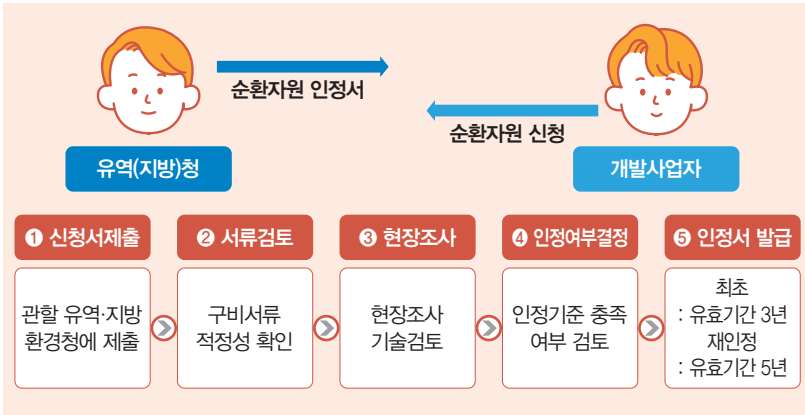 순환자원 인정서
순환자원 신청
유역(지방)청
개발사업자
❶ 신청서제출
관할 유역·지방
환경청에 제출
❷ 서류검토
구비서류
적정성 확인
❸ 현장조사
현장조사
기술검토
❹ 인정여부결정
인정기준 충족
여부 검토
❺ 인정서 발급
최초
: 유효기간 3년
재인정
: 유효기간 5년